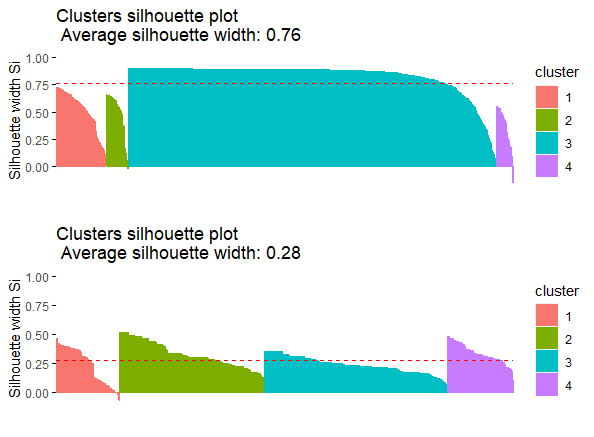 Clusters silhouette plot
Average silhouette width: 0.76
Silhouette width Si
1.00
0.75
0.50
0.25
0.00
cluster
1
2
3
4
Clusters silhouette plot
Average silhouette width: 0.28
Silhouette width Si
1.00
0.75
0.50
0.25
0.00
cluster
1
2
3
4